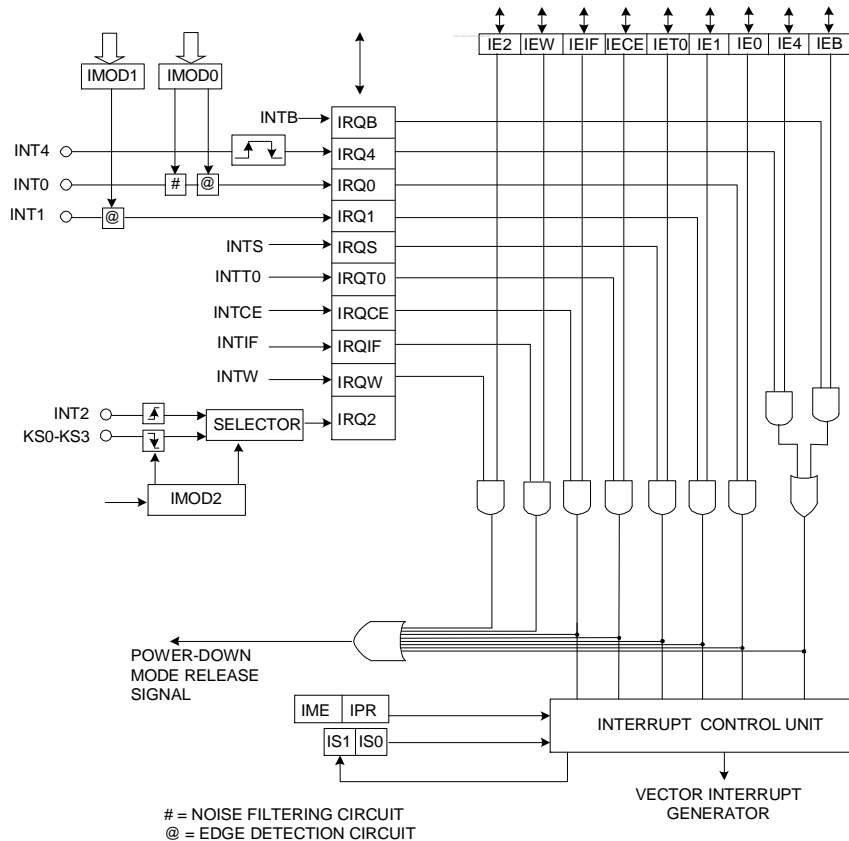 IE2 IEW IEIF IECE IET0 IE1 IE0 IE4 IEB
IMOD1 IMOD0
INTB IRQB
INT4 IRQ4
INT0 # @ IRQ0
INT1 @ IRQ1
INTS IRQS
INTT0 IRQT0
INTCE IRQCE
INTIF IRQIF
INTW IRQW
INT2 SELECTOR IRQ2
KS0-KS3
IMOD2
POWER-DOWN
MODE RELEASE
SIGNAL
IME IPR
IS1 IS0
INTERRUPT CONTROL UNIT
VECTOR INTERRUPT
GENERATOR
# = NOISE FILTERING CIRCUIT
@ = EDGE DETECTION CIRCUIT